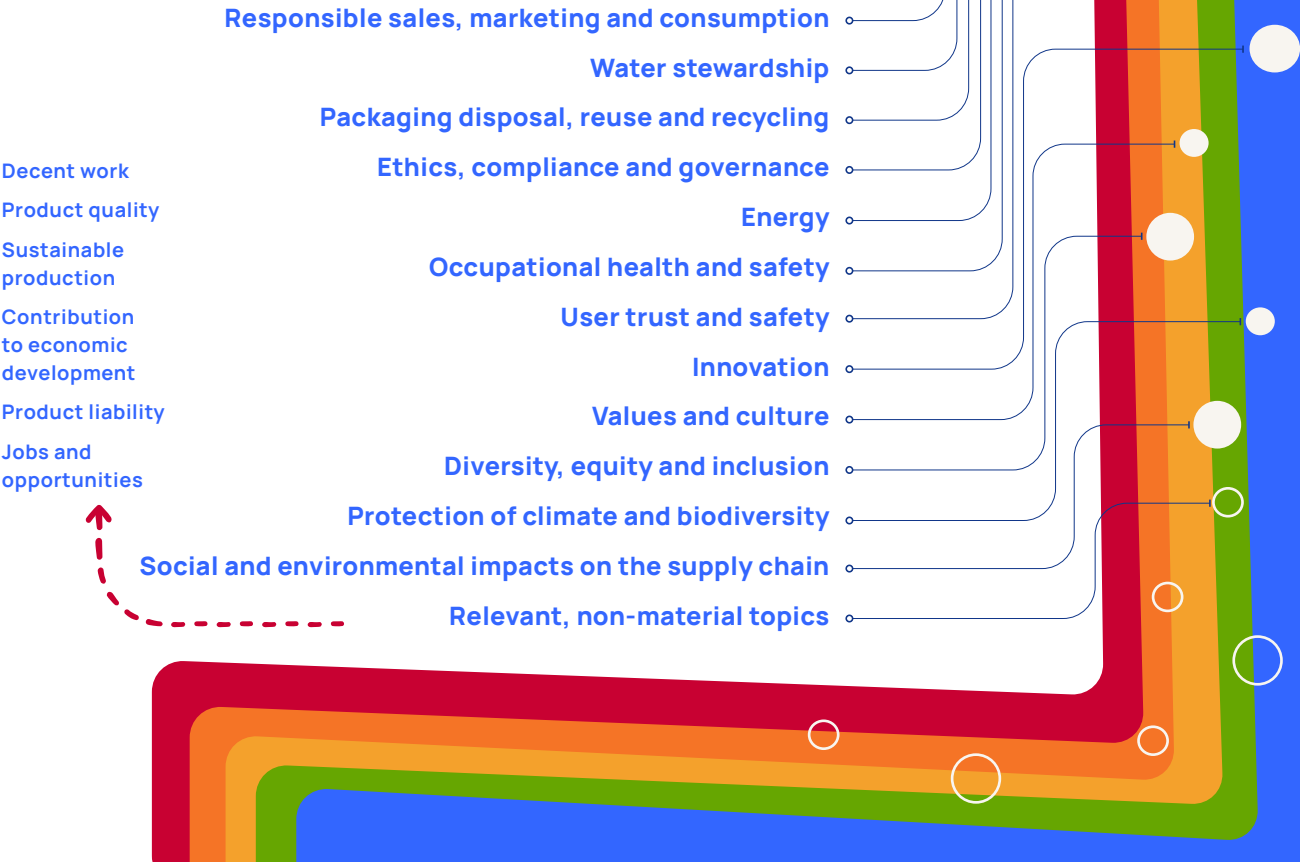 Responsible sales, marketing and consumption
Water stewardship
Packaging disposal, reuse and recycling
Ethics, compliance and governance
Energy
Occupational health and safety
User trust and safety
Innovation
Values and culture
Diversity, equity and inclusion
Protection of climate and biodiversity
Social and environmental impacts on the supply chain
Relevant, non-material topics
Decent work
Product quality
Sustainable
production
Contribution
to economic
development
Product liability
Jobs and
opportunities